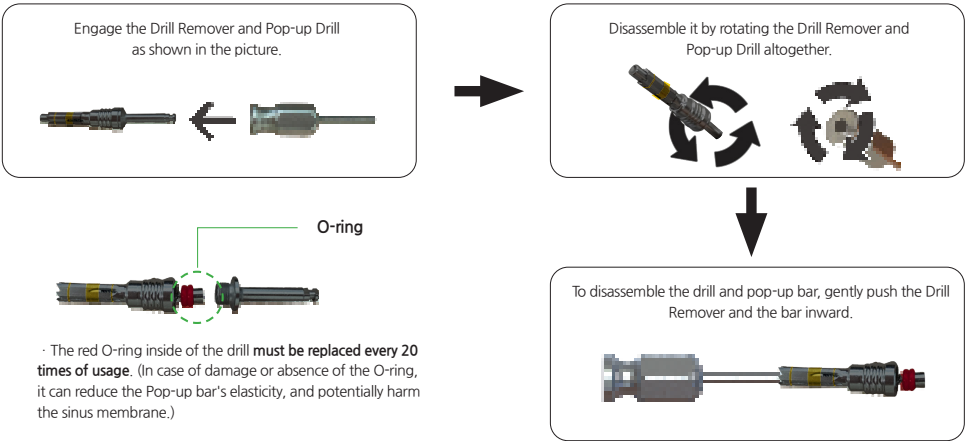 Engage the Drill Remover and Pop-up Drill
as shown in the picture.
Disassemble it by rotating the Drill Remover and
Pop-up Drill altogether.
O-ring
· The red O-ring inside of the drill must be replaced every 20
times of usage. (In case of damage or absence of the O-ring,
it can reduce the Pop-up bar's elasticity, and potentially harm
the sinus membrane.)
To disassemble the drill and pop-up bar, gently push the Drill
Remover and the bar inward.